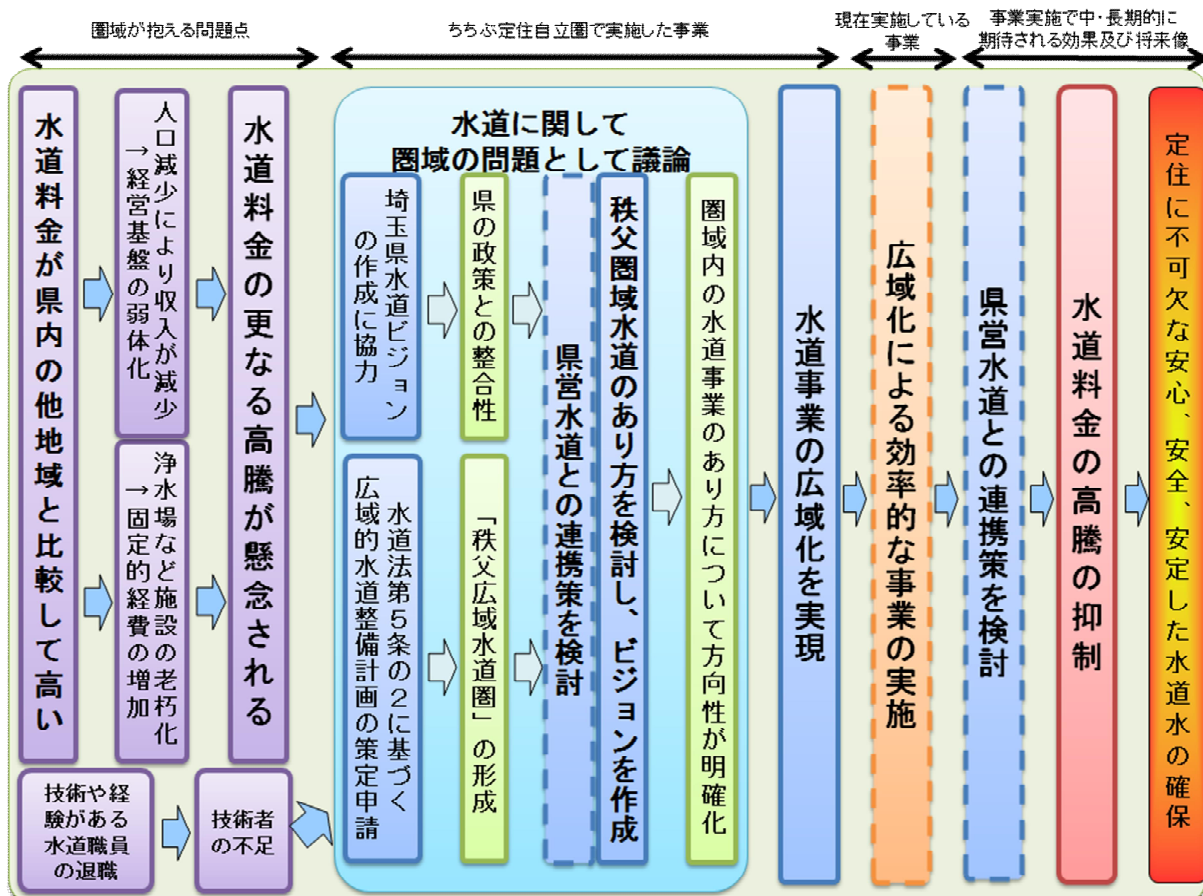 圏域が抱える問題点
ちちぶ定住自立圏で実施した事業
現在実施している
事業
事業実施で中・長期的に
期待される効果及び将来像
水道料金が県内の他地域と比較して高い
人口減少により収入が減少
→経営基盤の弱体化
浄水場など施設の老朽化
→固定的経費の増加
水道料金の更なる高騰が懸念される
技術や経
験がある
水道職員
の退職
技術者
の不足
水道に関して
圏域の問題として議論
埼玉県水道ビジョン
の作成に協力
県の政策との整合性
水道法第5条の2に基づく
広域的水道整備計画の策定申請
「秩父広域水道圏」の形成
県営水道との連携策を検討
秩父圏域水道のあり方を検討し、ビジョンを作成
圏域内の水道事業のあり方について方向性が明確化
水道事業の広域化を実現
広域化による効率的な事業の実施
県営水道との連携策を検討
水道料金の高騰の抑制
定住に不可欠な安心、安全、安定した水道水の確保